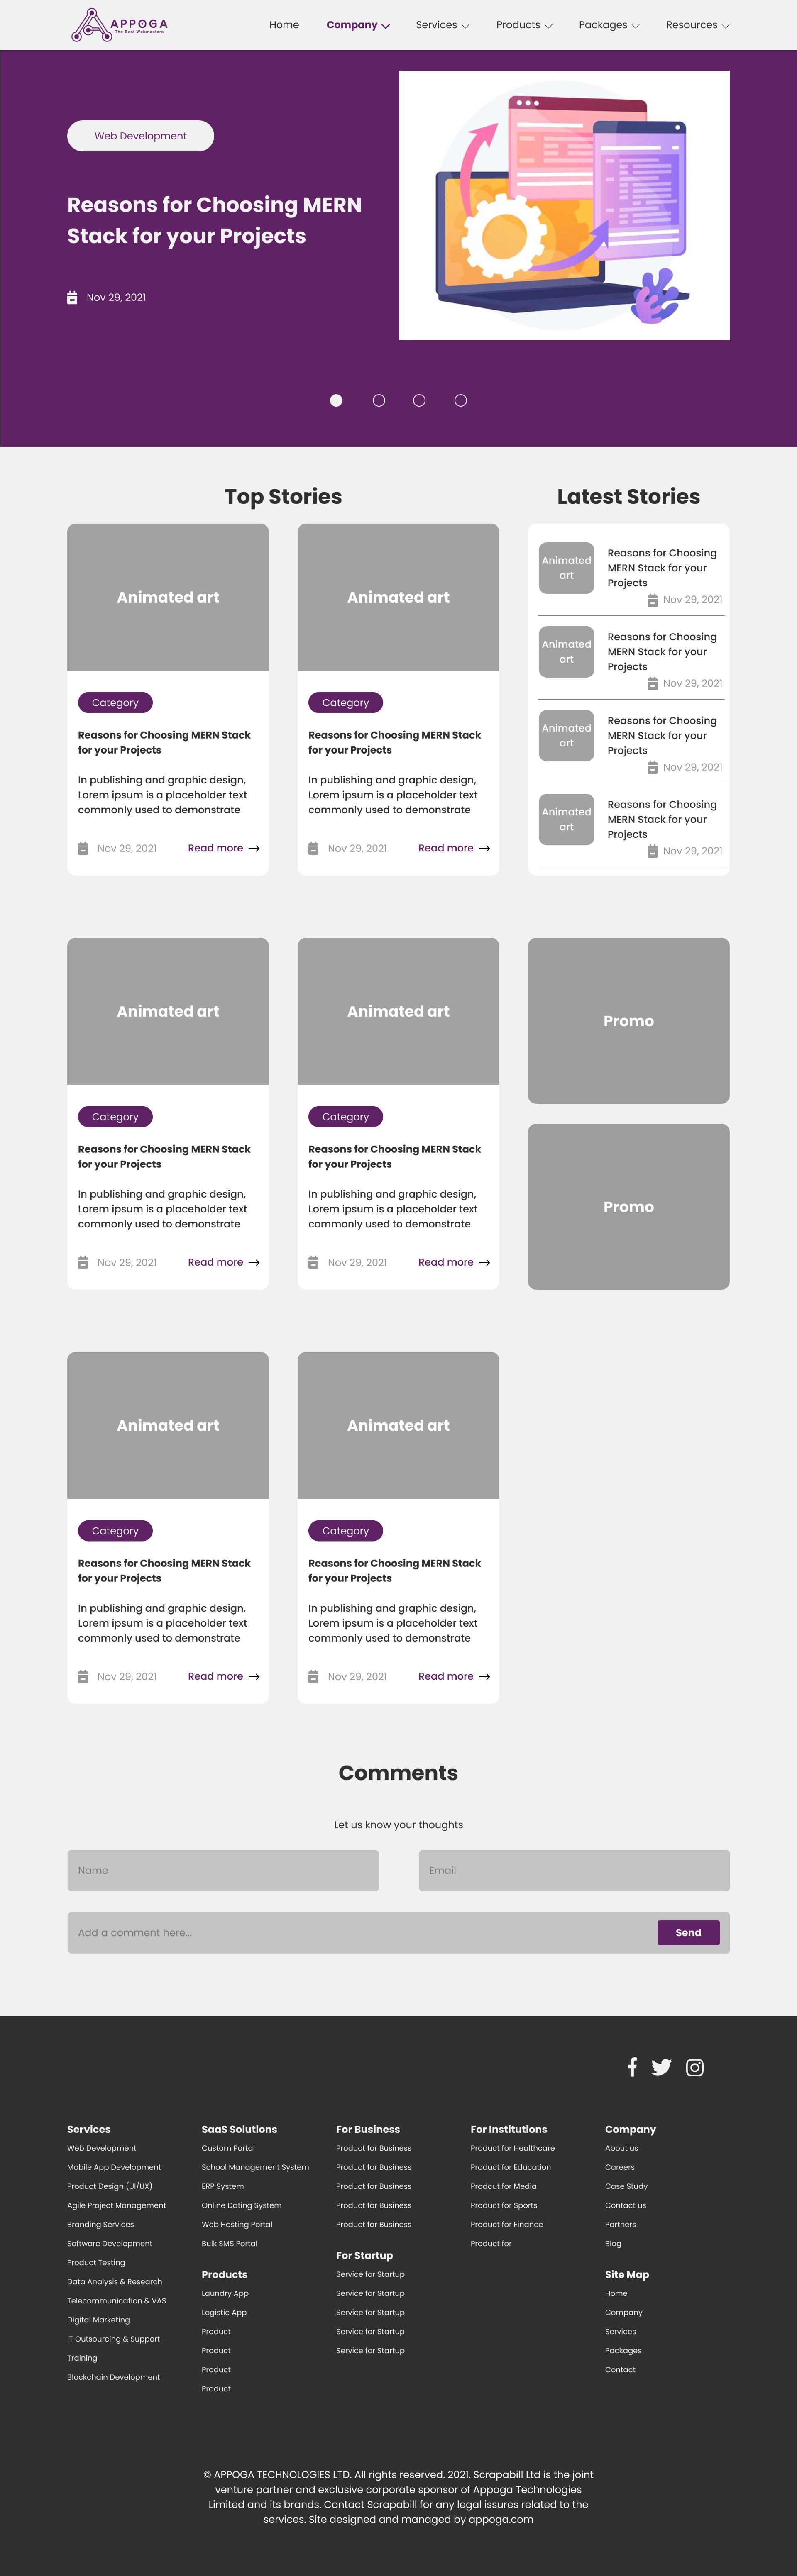 APPOGA
The Best Webmasters
Home
Company
Services
Products
Packages
Resources
Web Development
Reasons for Choosing MERN
Stack for your Projects
Nov 29, 2021
Top Stories
Animated art
Category
Reasons for Choosing MERN Stack
for your Projects
In publishing and graphic design,
Lorem ipsum is a placeholder text
commonly used to demonstrate
Nov 29, 2021
Read more
Animated art
Category
Reasons for Choosing MERN Stack
for your Projects
In publishing and graphic design,
Lorem ipsum is a placeholder text
commonly used to demonstrate
Nov 29, 2021
Read more
Latest Stories
Animated
art
Reasons for Choosing
MERN Stack for your
Projects
Nov 29, 2021
Animated
art
Reasons for Choosing
MERN Stack for your
Projects
Nov 29, 2021
Animated
art
Reasons for Choosing
MERN Stack for your
Projects
Nov 29, 2021
Animated
art
Reasons for Choosing
MERN Stack for your
Projects
Nov 29, 2021
Animated art
Category
Reasons for Choosing MERN Stack
for your Projects
In publishing and graphic design,
Lorem ipsum is a placeholder text
commonly used to demonstrate
Nov 29, 2021
Read more
Animated art
Category
Reasons for Choosing MERN Stack
for your Projects
In publishing and graphic design,
Lorem ipsum is a placeholder text
commonly used to demonstrate
Nov 29, 2021
Read more
Promo
Promo
Animated art
Category
Reasons for Choosing MERN Stack
for your Projects
In publishing and graphic design,
Lorem ipsum is a placeholder text
commonly used to demonstrate
Nov 29, 2021
Read more
Animated art
Category
Reasons for Choosing MERN Stack
for your Projects
In publishing and graphic design,
Lorem ipsum is a placeholder text
commonly used to demonstrate
Nov 29, 2021
Read more
Comments
Let us know your thoughts
Name
Email
Add a comment here...
Send
Services
Web Development
Mobile App Development
Product Design (UI/UX)
Agile Project Management
Branding Services
Software Development
Product Testing
Data Analysis & Research
Telecommunication & VAS
Digital Marketing
IT Outsourcing & Support
Training
Blockchain Development
SaaS Solutions
Custom Portal
School Management System
ERP System
Online Dating System
Web Hosting Portal
Bulk SMS Portal
Products
Laundry App
Logistic App
Product
Product
Product
Product
For Business
Product for Business
Product for Business
Product for Business
Product for Business
Product for Business
For Startup
Service for Startup
Service for Startup
Service for Startup
Service for Startup
Service for Startup
For Institutions
Product for Healthcare
Product for Education
Prodcut for Media
Product for Sports
Product for Finance
Product for
Company
About us
Careers
Case Study
Contact us
Partners
Blog
Site Map
Home
Company
Services
Packages
Contact
© APPOGA TECHNOLOGIES LTD. All rights reserved. 2021. Scrapabill Ltd is the joint
venture partner and exclusive corporate sponsor of Appoga Technologies
Limited and its brands. Contact Scrapabill for any legal issures related to the
services. Site designed and managed by appoga.com